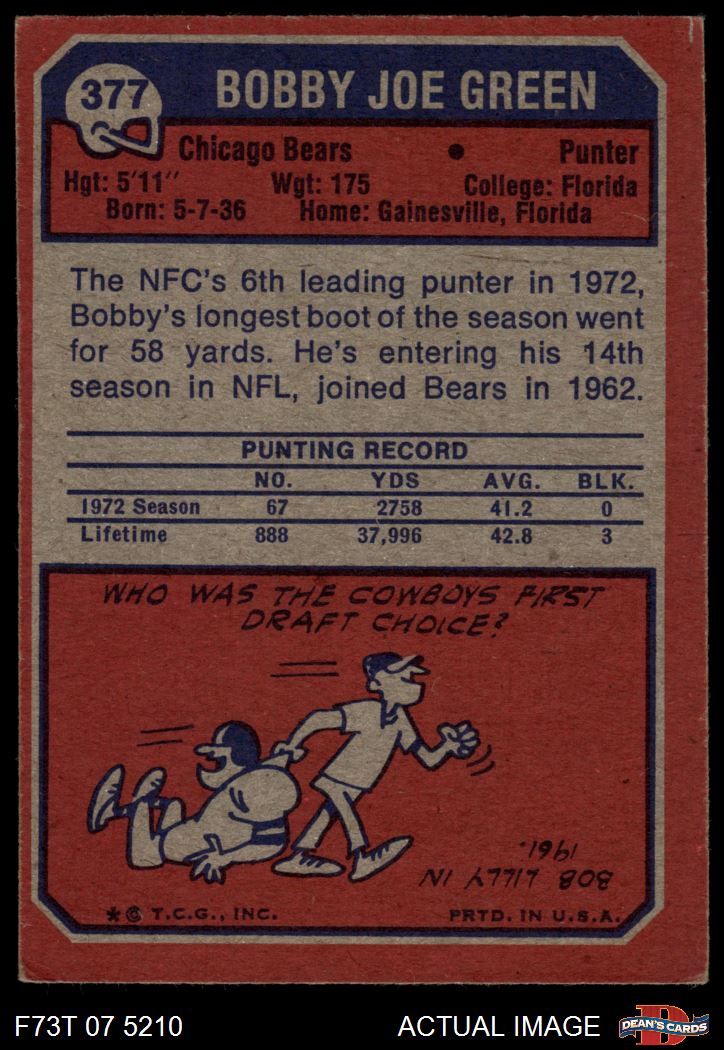 377
BOBBY JOE GREEN
Chicago Bears • Punter
Hgt: 5'11" Wgt: 175 College: Florida
Born: 5-7-36 Home: Gainesville, Florida
The NFC's 6th leading punter in 1972,
Bobby's longest boot of the season went
for 58 yards. He's entering his 14th
season in NFL, joined Bears in 1962.
PUNTING RECORD
NO. YDS AVG. BLK.
1972 Season 67 2758 41.2 0
Lifetime 888 37,996 42.8 3
WHO WAS THE COWBOYS FIRST
DRAFT CHOICE?
BOB LILLY IN
1961.
*© T.C.G., INC. PRTD. IN U.S.A.
F73T 07 5210 ACTUAL IMAGE
D
DEAN'S CARDS